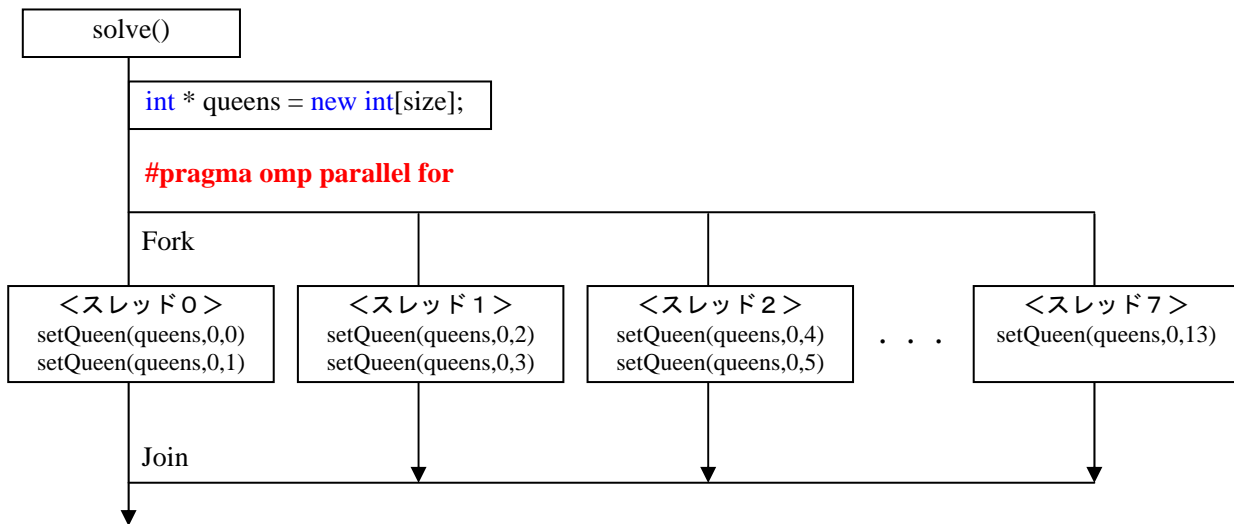 solve()
int * queens = new int[size];
#pragma omp parallel for
Fork
＜スレッド０＞
setQueen(queens,0,0)
setQueen(queens,0,1)
＜スレッド１＞
setQueen(queens,0,2)
setQueen(queens,0,3)
＜スレッド２＞
setQueen(queens,0,4)
setQueen(queens,0,5)
. . .
＜スレッド７＞
setQueen(queens,0,13)
Join